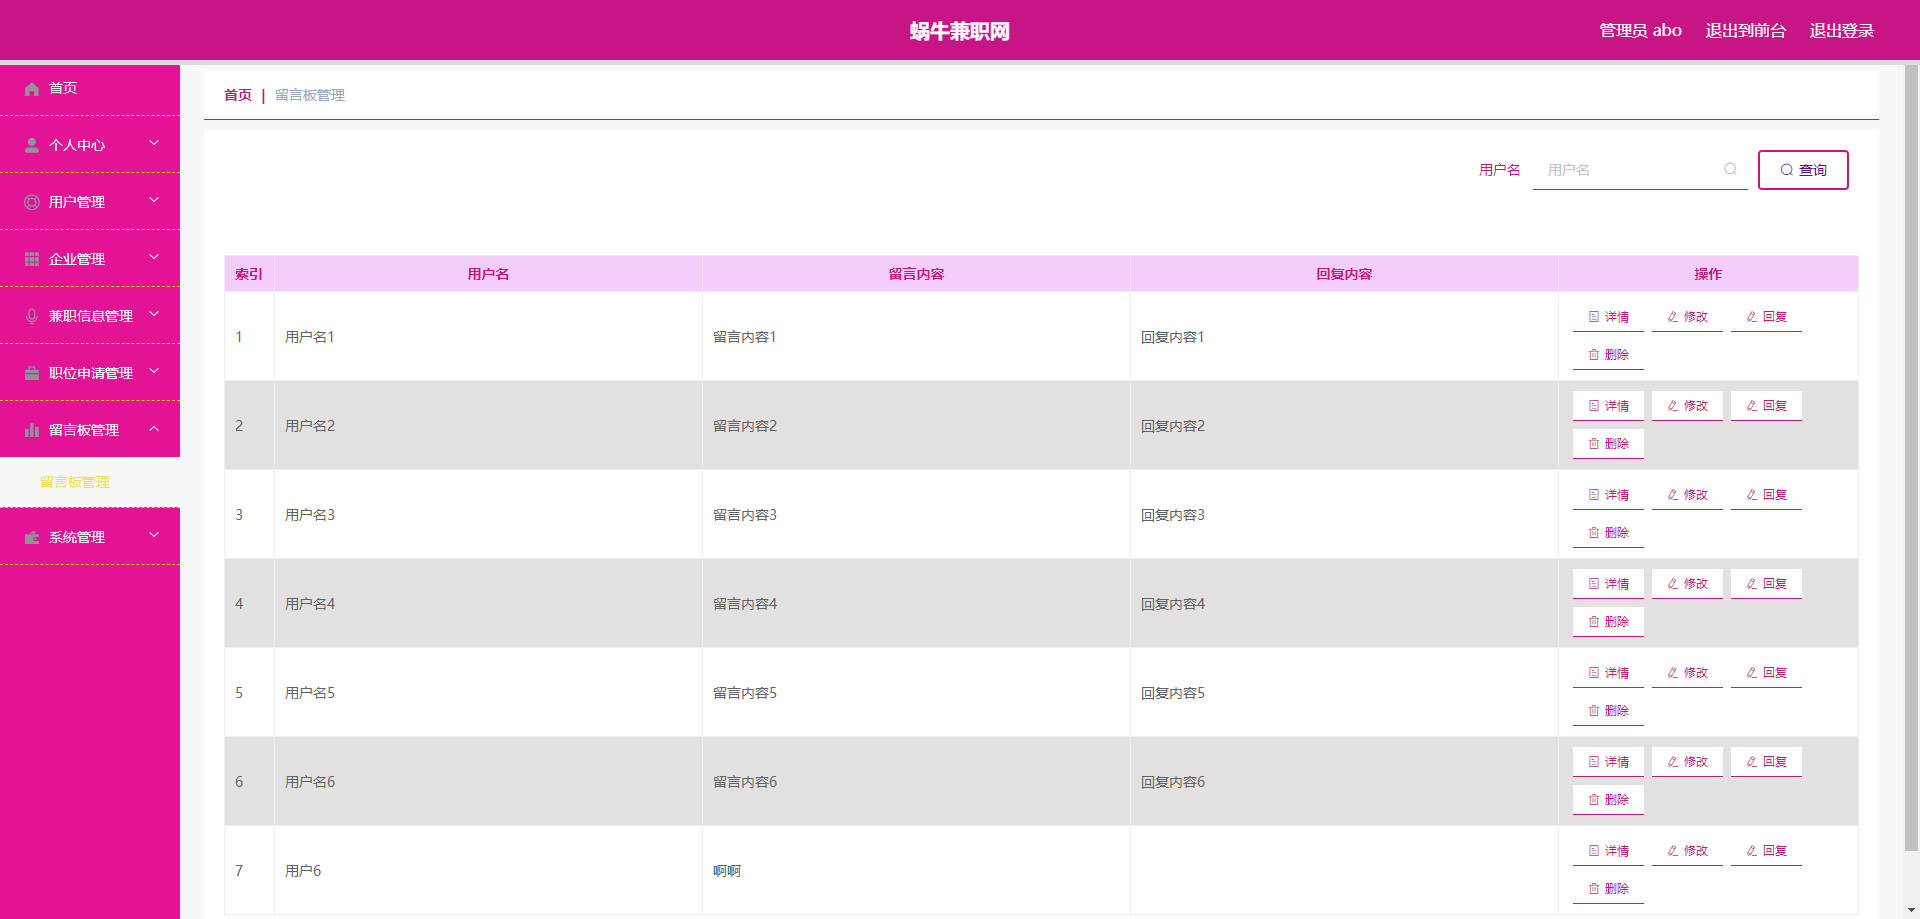 蜗牛兼职网
管理员 abo 退出到前台 退出登录
首页
个人中心
用户管理
企业管理
兼职信息管理
职位申请管理
留言板管理
留言板管理
系统管理
首页 | 留言板管理
用户名 用户名 查询
索引 用户名 留言内容 回复内容 操作
1 用户名1 留言内容1 回复内容1 详情 修改 回复
删除
2 用户名2 留言内容2 回复内容2 详情 修改 回复
删除
3 用户名3 留言内容3 回复内容3 详情 修改 回复
删除
4 用户名4 留言内容4 回复内容4 详情 修改 回复
删除
5 用户名5 留言内容5 回复内容5 详情 修改 回复
删除
6 用户名6 留言内容6 回复内容6 详情 修改 回复
删除
7 用户6 啊啊 详情 修改 回复
删除